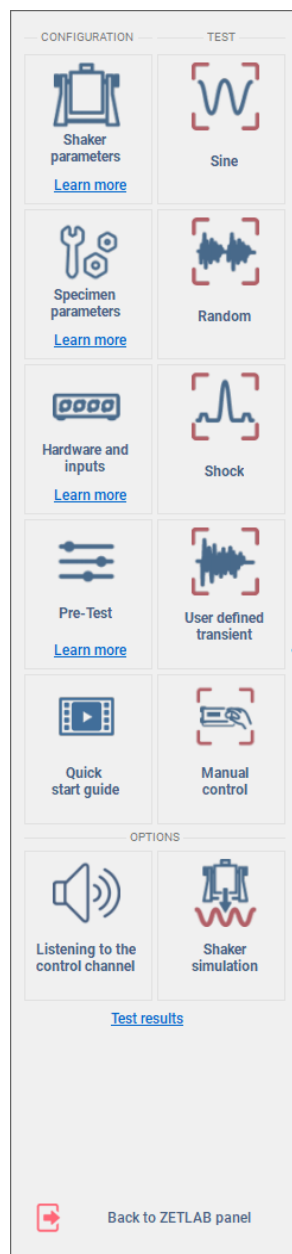 CONFIGURATION
TEST
Shaker
parameters
Learn more
Sine
Specimen
parameters
Learn more
Random
Hardware and
inputs
Learn more
Shock
Pre-Test
Learn more
User defined
transient
Quick
start guide
Manual
control
OPTIONS
Listening to the
control channel
Shaker
simulation
Test results
Back to ZETLAB panel